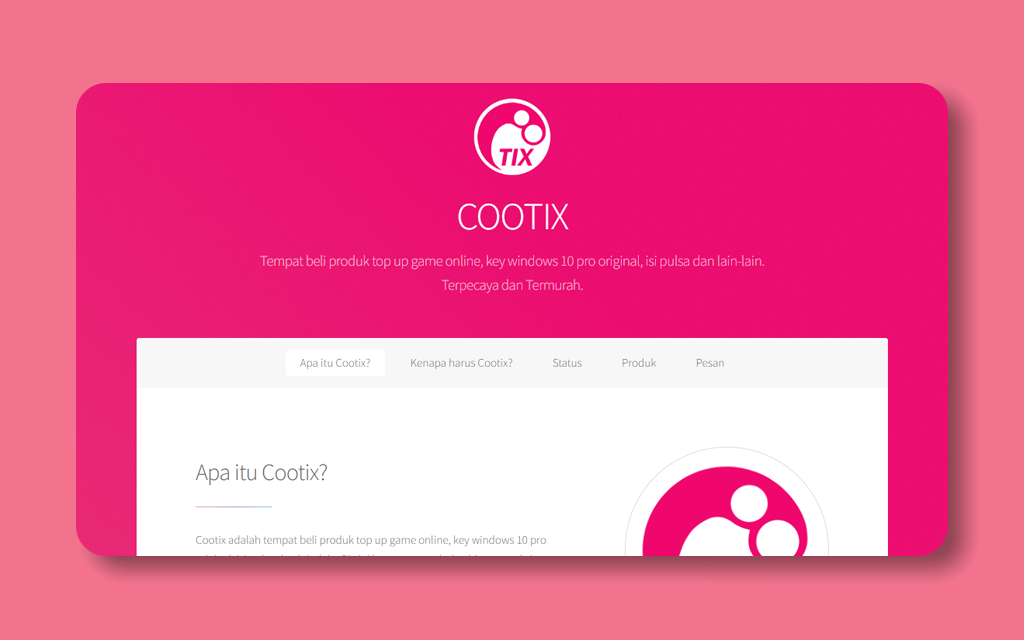 TIX
COOTIX
Tempat beli produk top up game online, key windows 10 pro original, isi pulsa dan lain-lain.
Terpecaya dan Termurah.
Apa itu Cootix? Kenapa harus Cootix? Status Produk Pesan
Apa itu Cootix?
Cootix adalah tempat beli produk top up game online, key windows 10 pro